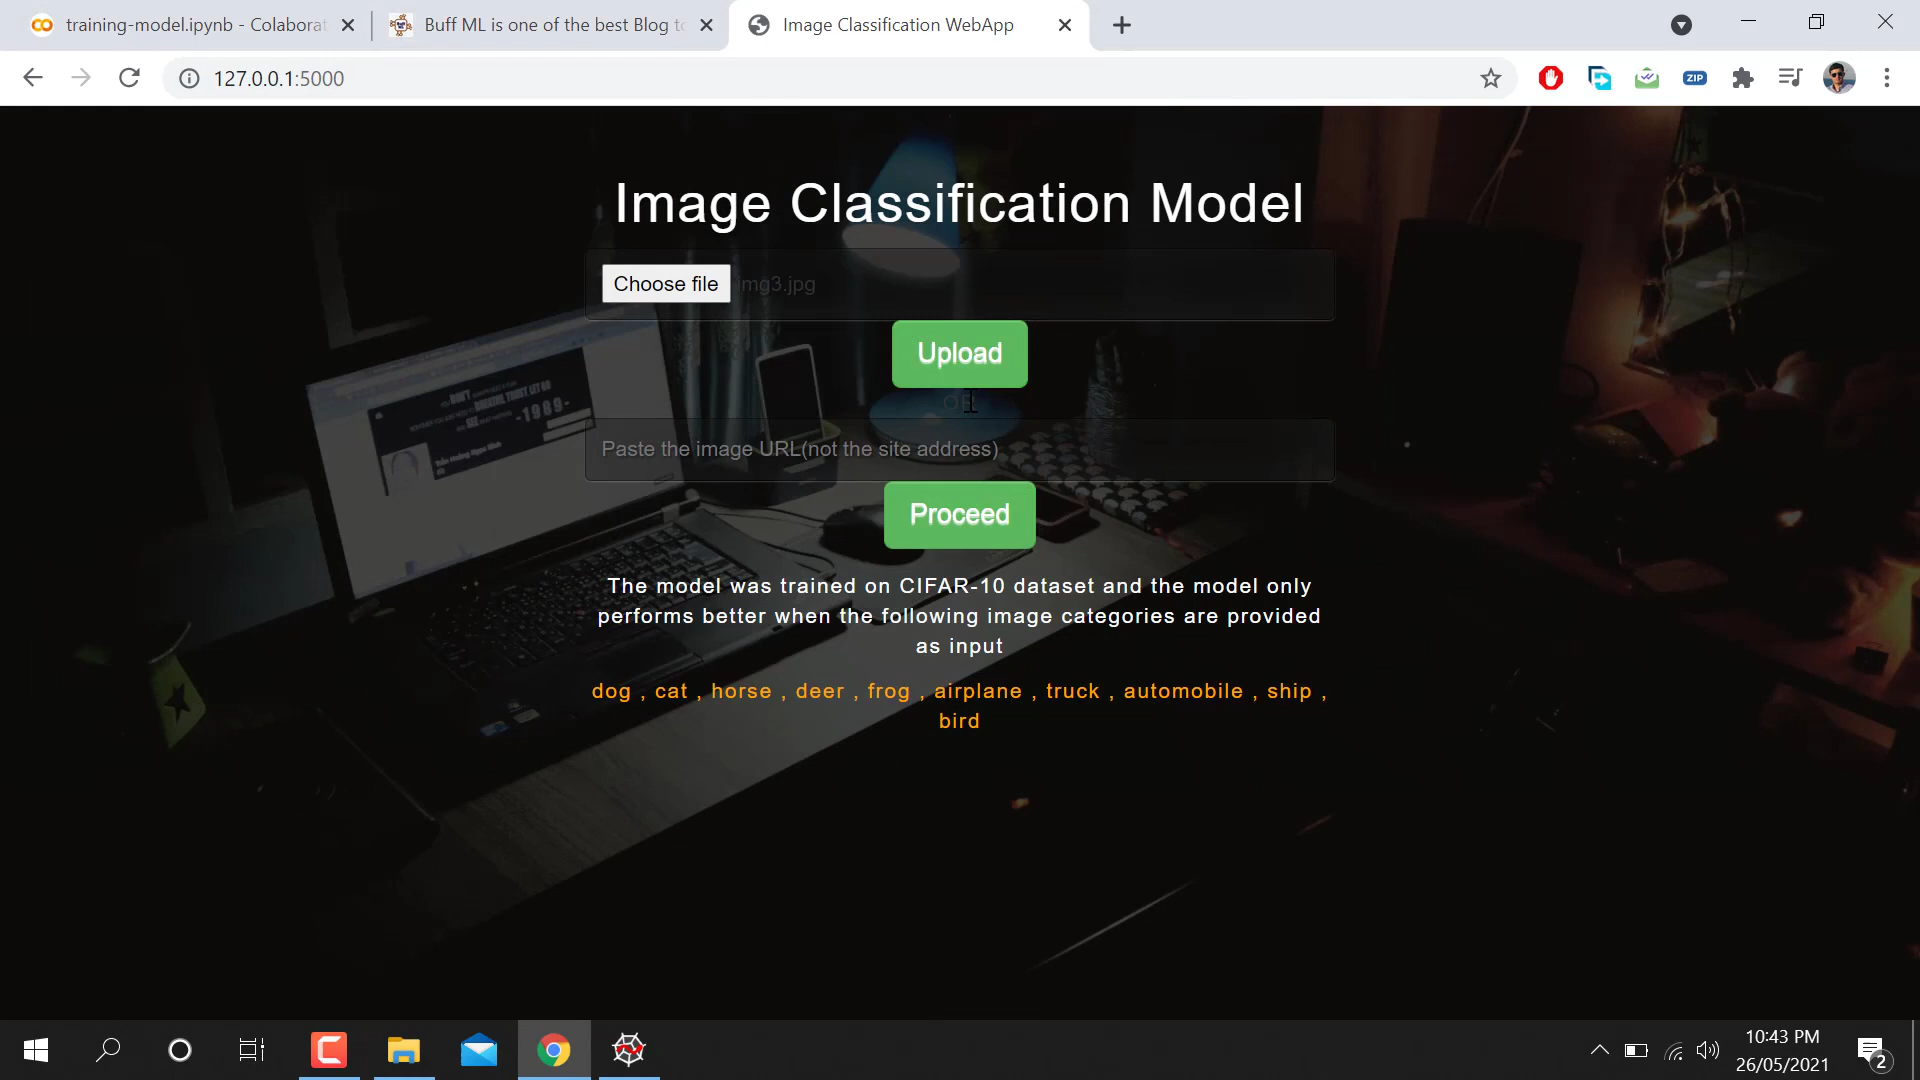 training-model.ipynb - Colaborat
Buff ML is one of the best Blog to
Image Classification WebApp
127.0.0.1:5000
ZIP
Image Classification Model
Choose file
img3.jpg
Upload
Paste the image URL(not the site address)
Proceed
The model was trained on CIFAR-10 dataset and the model only
performs better when the following image categories are provided
as input
dog , cat , horse , deer , frog , airplane , truck , automobile , ship ,
bird
-1989-
10:43 PM
26/05/2021
2